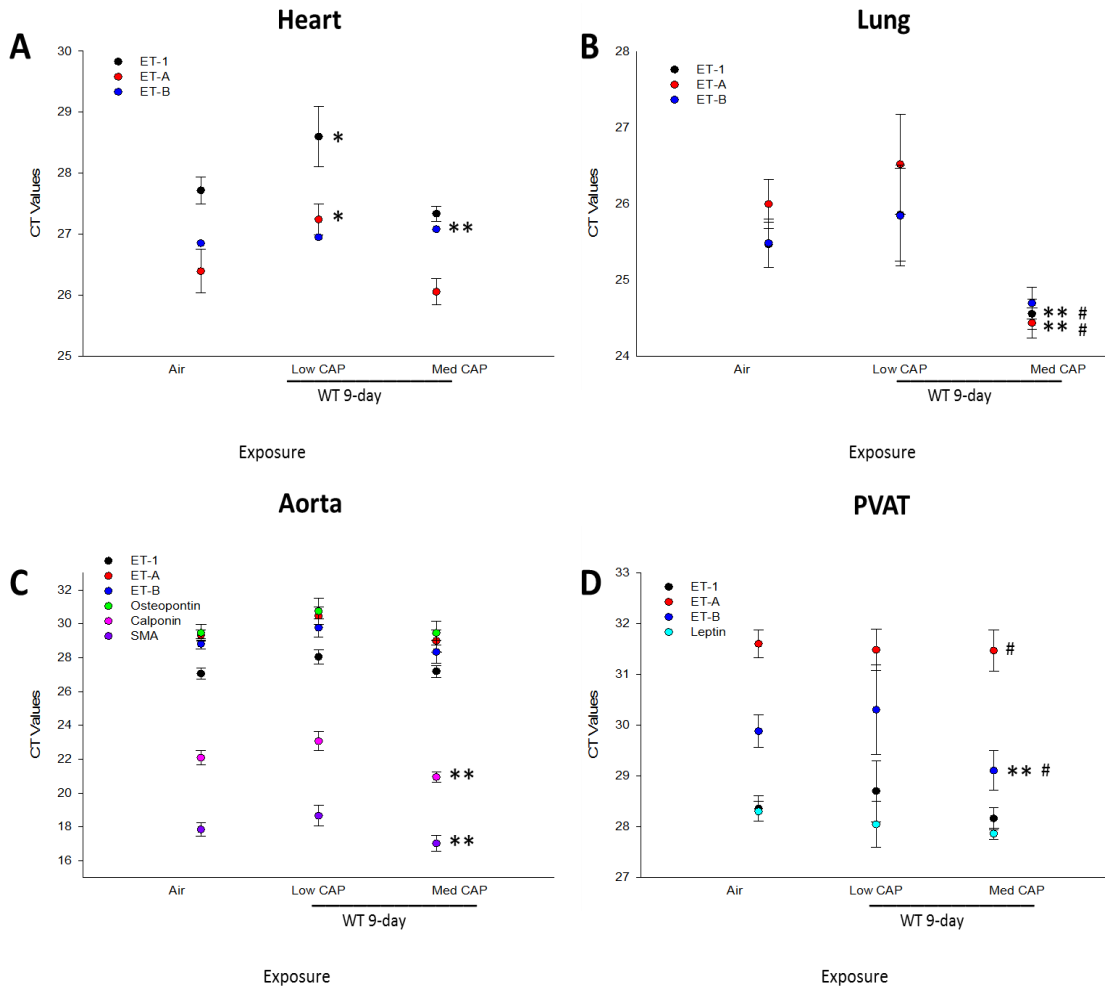 Heart
A
30
29
28
27
26
25
CT Values
ET-1
ET-A
ET-B
*
*
**
Air
Low CAP
Med CAP
WT 9-day
Exposure
Lung
B
28
27
26
25
24
CT Values
ET-1
ET-A
ET-B
** #
** #
Air
Low CAP
Med CAP
WT 9-day
Exposure
Aorta
C
32
30
28
26
24
22
20
18
16
CT Values
ET-1
ET-A
ET-B
Osteopontin
Calponin
SMA
**
**
Air
Low CAP
Med CAP
WT 9-day
Exposure
PVAT
D
33
32
31
30
29
28
27
CT Values
ET-1
ET-A
ET-B
Leptin
#
** #
Air
Low CAP
Med CAP
WT 9-day
Exposure